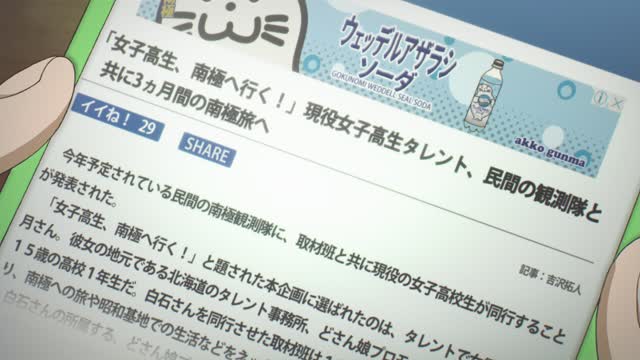 ウェッデルアザラシ
ソーダ
GOKUNOMI WEDDELL SEAL SODA
akko gunma
「女子高生、南極へ行く！」現役女子高生タレント、民間の観測隊と
共に3ヵ月間の南極旅へ
イイね！ 29
SHARE
記事：吉沢拓人
今年予定されている民間の南極観測隊に、取材班と共に現役の女子高校生が同行すること
が発表された。
「女子高生、南極へ行く！」と題された本企画に選ばれたのは、タレントで
月さん。彼女の地元である北海道のタレント事務所、どさん娘プロモ
１５歳の高校１年生だ。白石さんを同行させた取材班は１
り、南極への旅や昭和基地での生活などをネッ
白石さんの所属する、どさん娘プ